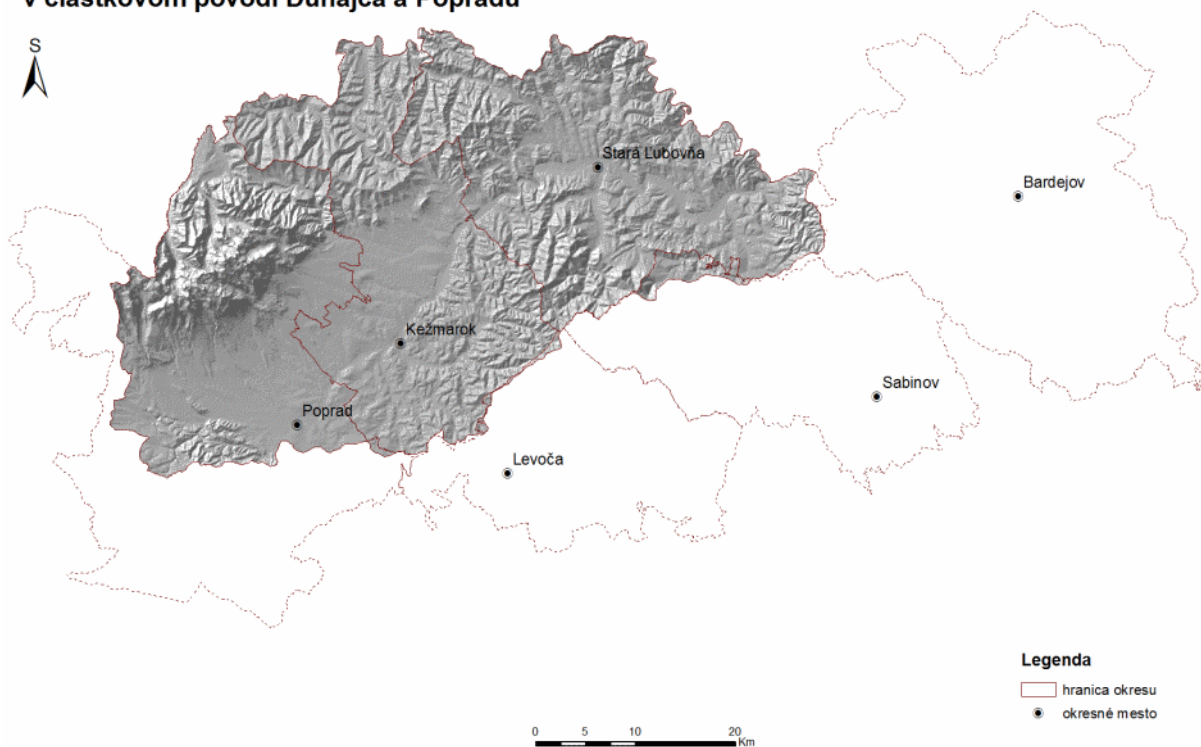 v čiastkovom povodí Dunajca a Popradu
S
Stará Ľubovňa
Bardejov
Kežmarok
Sabinov
Poprad
Levoča
Legenda
hranica okresu
okresné mesto
0 5 10 20
Km